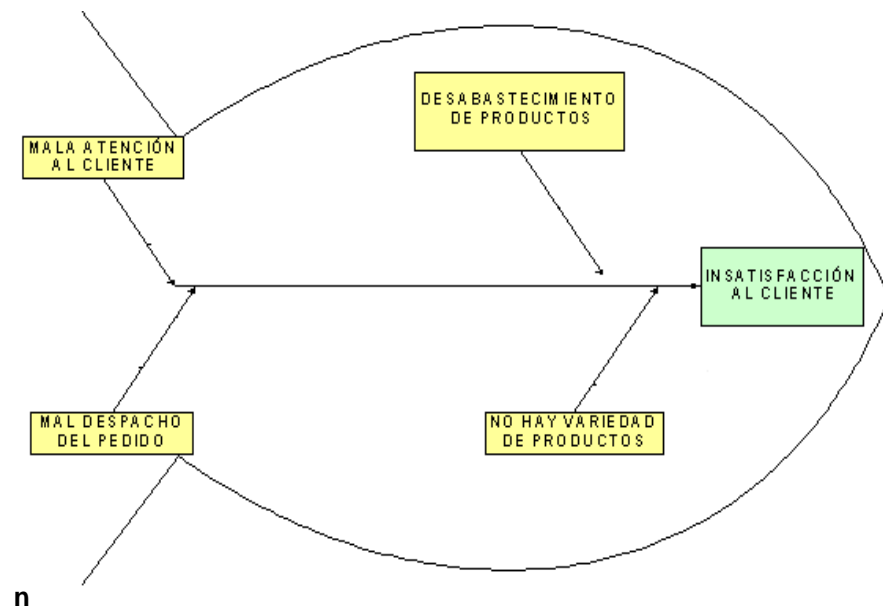 DESABASTECIMIENTO
DE PRODUCTOS
MALA ATENCIÓN
AL CLIENTE
INSATISFACCIÓN
AL CLIENTE
MAL DESPACHO
DEL PEDIDO
NO HAY VARIEDAD
DE PRODUCTOS
n